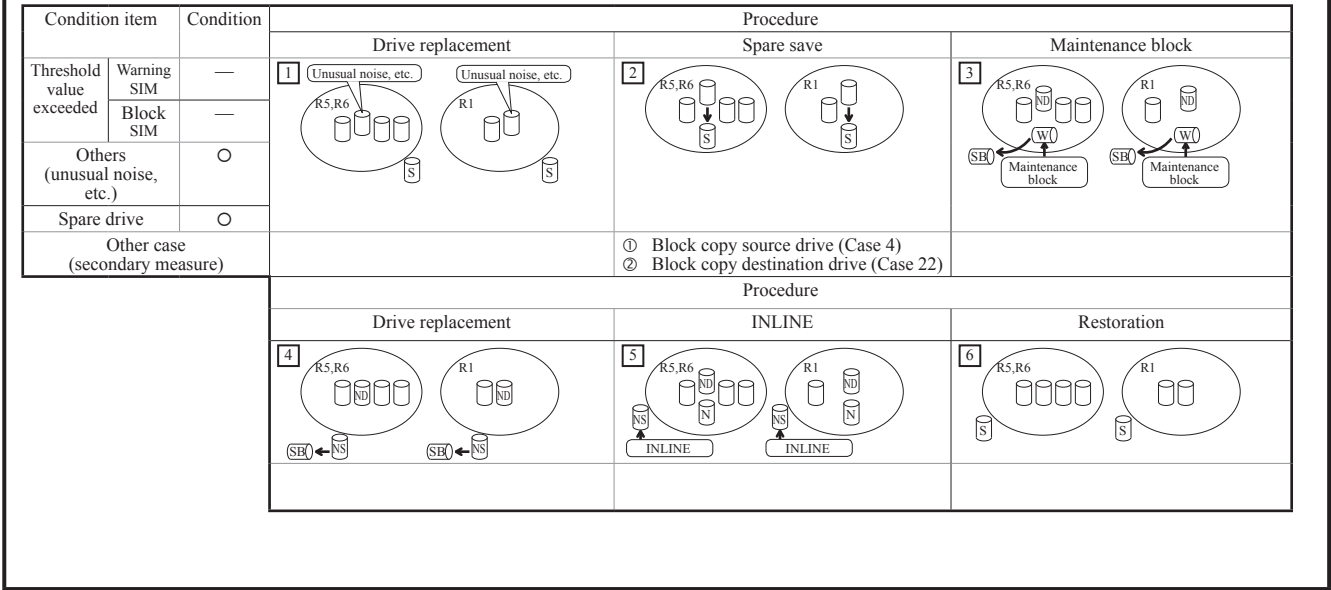 Condition item Condition Procedure
Drive replacement Spare save Maintenance block
Threshold
value
exceeded
Warning
SIM
—
Block
SIM
—
Others
(unusual noise,
etc.)
○
Spare drive ○
1 Unusual noise, etc. Unusual noise, etc.
R5,R6 R1
S S
2 R5,R6 R1
S S
3 R5,R6 R1
ND ND
W W
SB SB
Maintenance
block
Maintenance
block
Other case
(secondary measure)
① Block copy source drive (Case 4)
② Block copy destination drive (Case 22)
Procedure
Drive replacement INLINE Restoration
4 R5,R6 R1
ND ND
SB NS SB NS
5 R5,R6 R1
ND ND
NS N NS N
INLINE INLINE
6 R5,R6 R1
S S